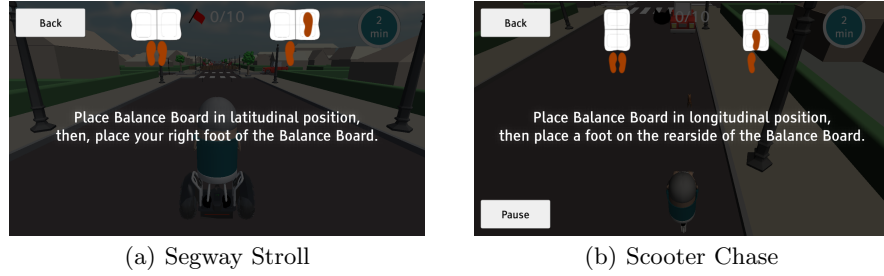 Back
0/10
2
min
Place Balance Board in latitudinal position,
then, place your right foot of the Balance Board.
(a) Segway Stroll
Back
0/10
2
min
Place Balance Board in longitudinal position,
then place a foot on the rearside of the Balance Board.
Pause
(b) Scooter Chase